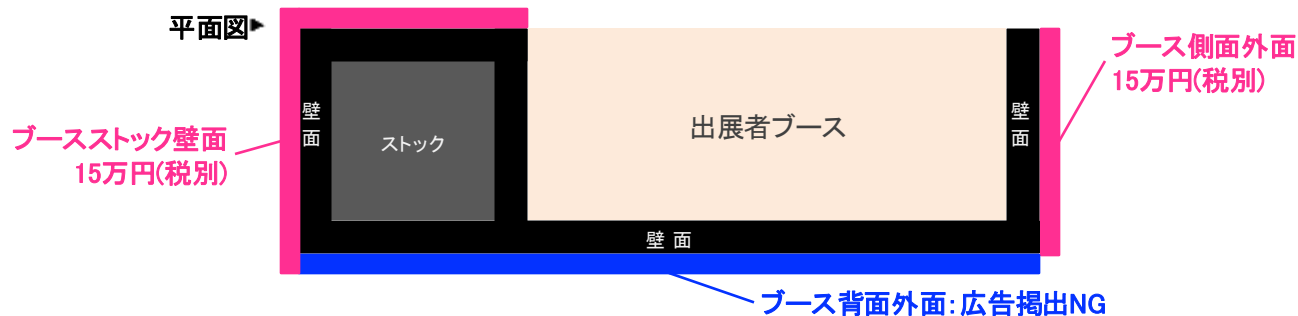 平面図▶
ブースストック壁面
15万円(税別)
壁面
ストック
出展者ブース
壁面
ブース側面外面
15万円(税別)
壁面
ブース背面外面：広告掲出NG